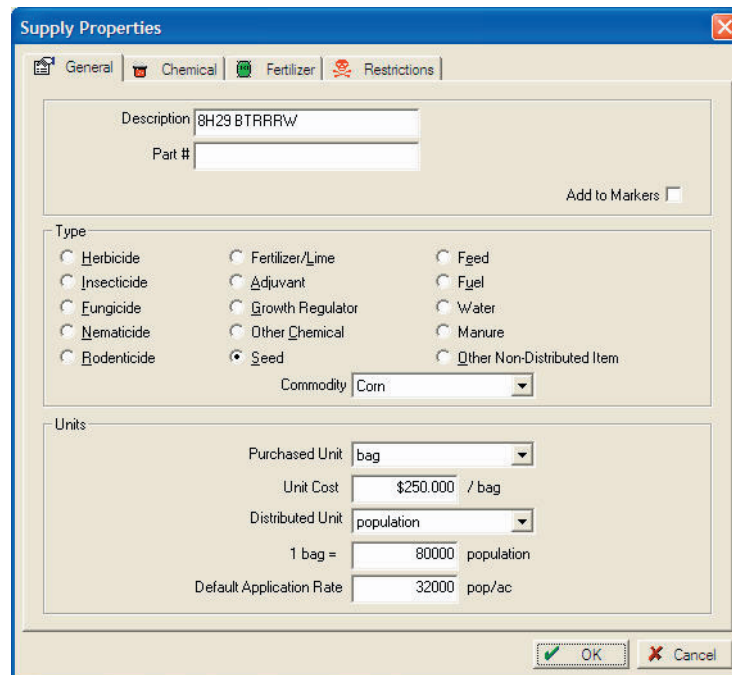 Supply Properties
General Chemical Fertilizer Restrictions
Description 8H29 BTRRRW
Part #
Add to Markers
Type
Herbicide Fertilizer/Lime Feed
Insecticide Adjuvant Fuel
Fungicide Growth Regulator Water
Nematicide Other Chemical Manure
Rodenticide Seed Other Non-Distributed Item
Commodity Corn
Units
Purchased Unit bag
Unit Cost $250.000 / bag
Distributed Unit population
1 bag = 80000 population
Default Application Rate 32000 pop/ac
OK Cancel